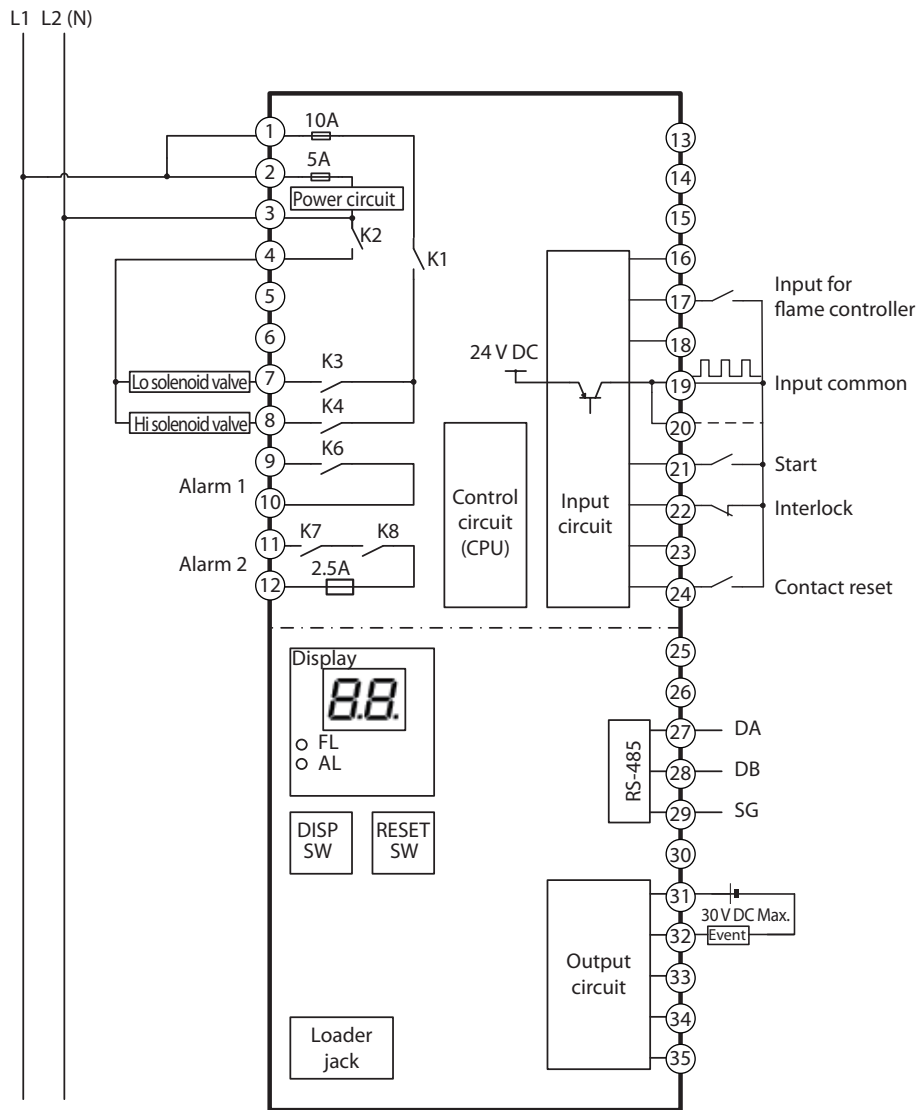 L1 L2 (N)
1
10A
13
2
5A
14
Power circuit
3
15
K2
4
K1
16
5
17
Input for
flame controller
6
18
24 V DC
Lo solenoid valve
7
K3
19
Input common
Hi solenoid valve
8
K4
20
9
K6
21
Start
Alarm 1
10
Control
circuit
(CPU)
Input
circuit
22
Interlock
11
K7
K8
23
Alarm 2
12
2.5A
24
Contact reset
25
Display
8.8.
26
FL
AL
RS-485
27
DA
28
DB
29
SG
DISP
SW
RESET
SW
30
31
30 V DC Max.
32
Event
Output
circuit
33
34
Loader
jack
35